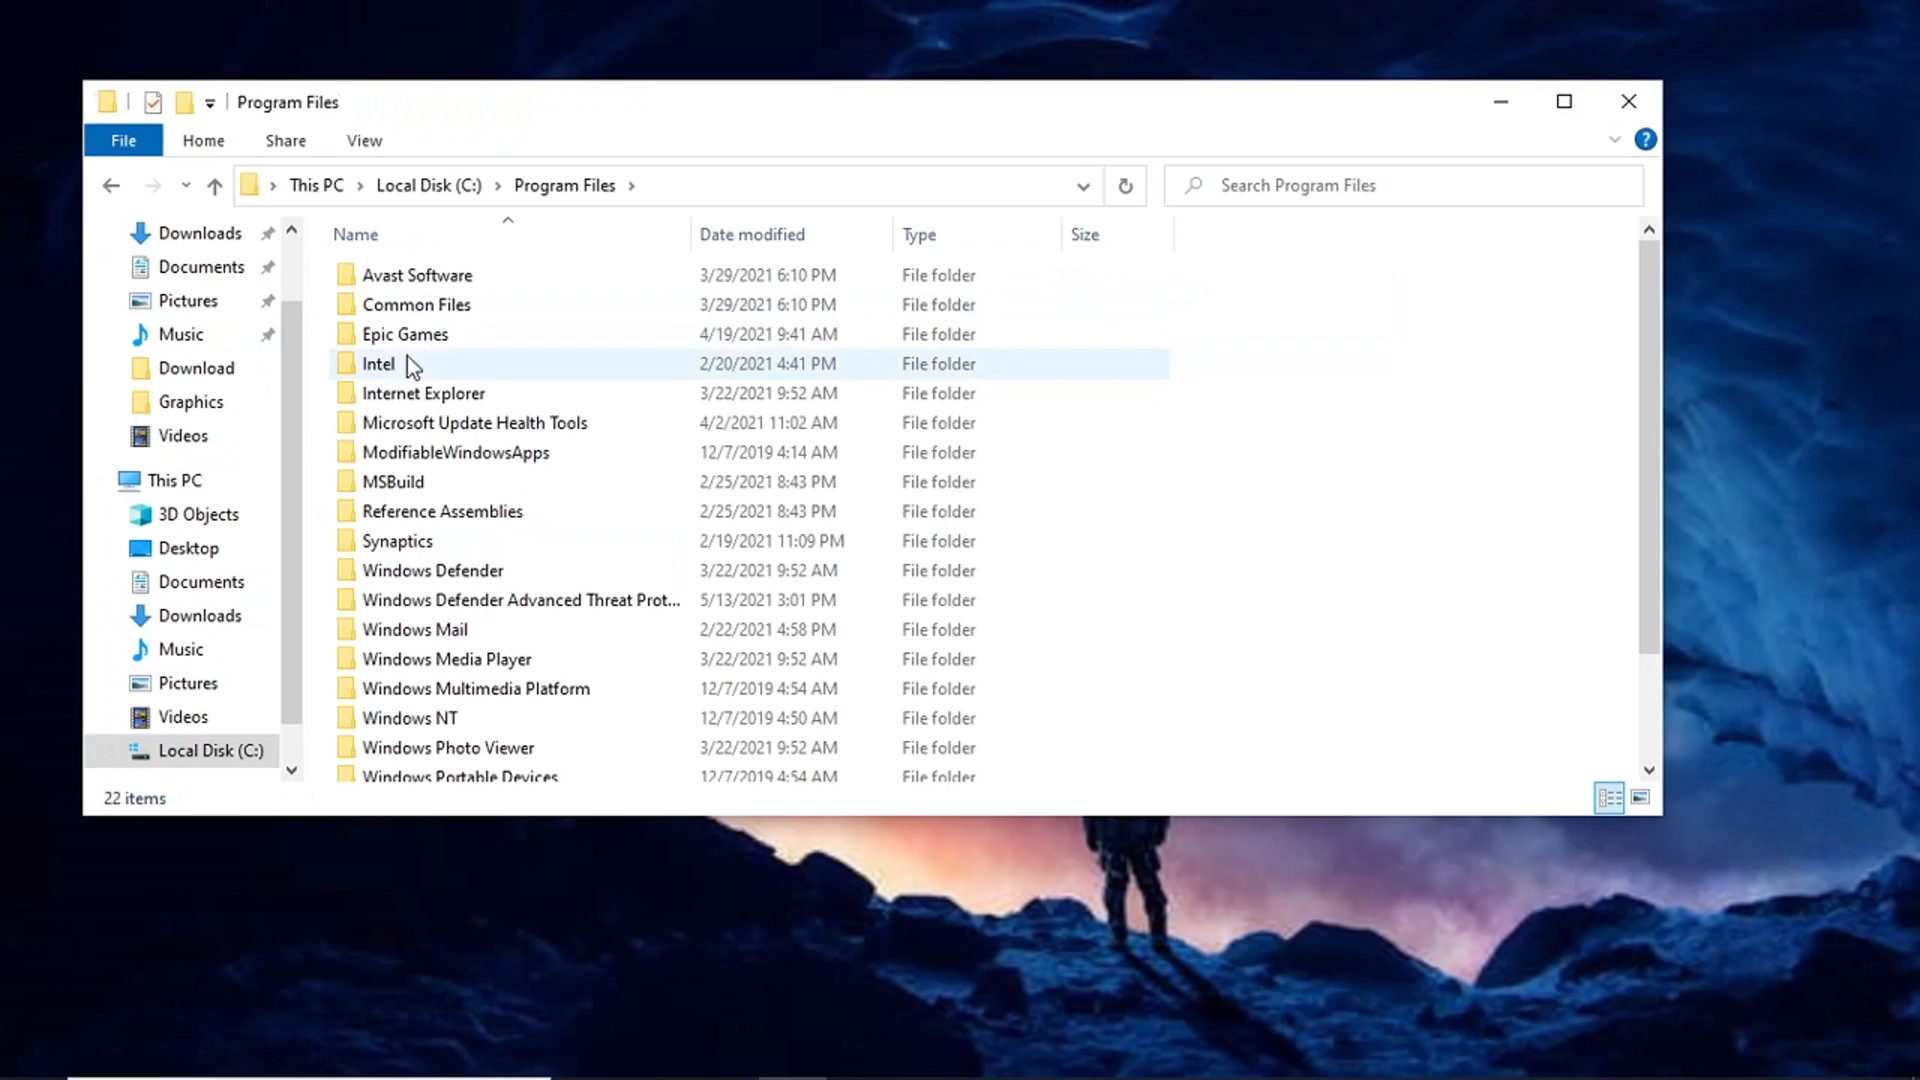 Program Files
File Home Share View ?
This PC > Local Disk (C:) > Program Files > Search Program Files
Downloads
Documents
Pictures
Music
Download
Graphics
Videos
This PC
3D Objects
Desktop
Documents
Downloads
Music
Pictures
Videos
Local Disk (C:)
Name Date modified Type Size
Avast Software 3/29/2021 6:10 PM File folder
Common Files 3/29/2021 6:10 PM File folder
Epic Games 4/19/2021 9:41 AM File folder
Intel 2/20/2021 4:41 PM File folder
Internet Explorer 3/22/2021 9:52 AM File folder
Microsoft Update Health Tools 4/2/2021 11:02 AM File folder
ModifiableWindowsApps 12/7/2019 4:14 AM File folder
MSBuild 2/25/2021 8:43 PM File folder
Reference Assemblies 2/25/2021 8:43 PM File folder
Synaptics 2/19/2021 11:09 PM File folder
Windows Defender 3/22/2021 9:52 AM File folder
Windows Defender Advanced Threat Prot... 5/13/2021 3:01 PM File folder
Windows Mail 2/22/2021 4:58 PM File folder
Windows Media Player 3/22/2021 9:52 AM File folder
Windows Multimedia Platform 12/7/2019 4:54 AM File folder
Windows NT 12/7/2019 4:50 AM File folder
Windows Photo Viewer 3/22/2021 9:52 AM File folder
Windows Portable Devices 12/7/2019 4:54 AM File folder
22 items